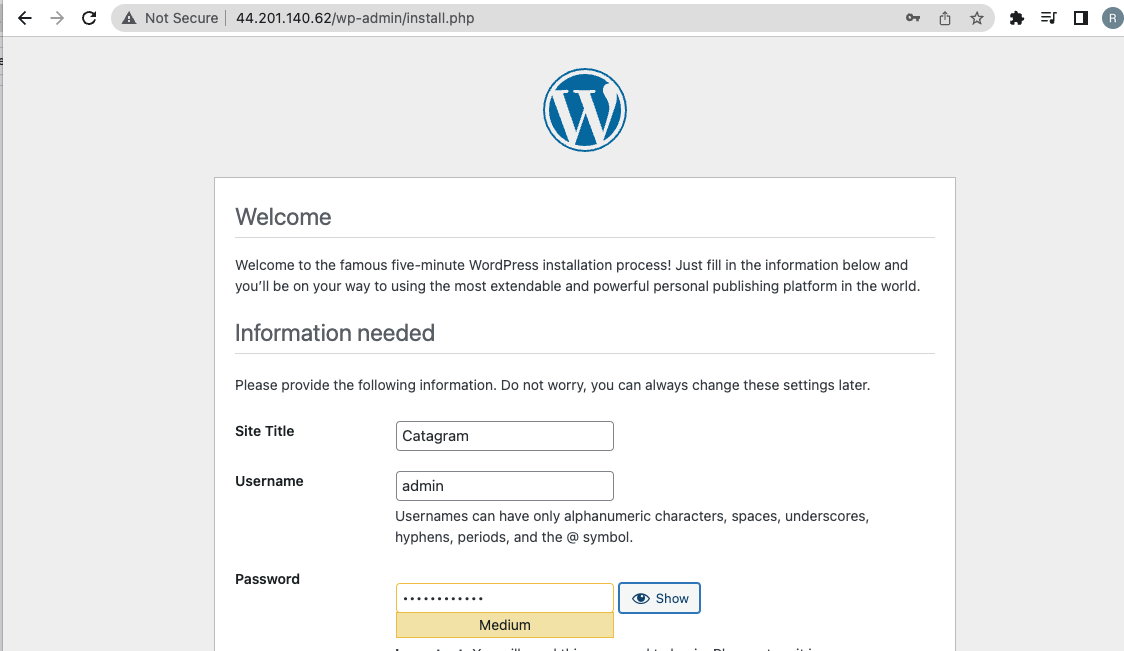 Not Secure | 44.201.140.62/wp-admin/install.php
R
W
Welcome
Welcome to the famous five-minute WordPress installation process! Just fill in the information below and
you’ll be on your way to using the most extendable and powerful personal publishing platform in the world.
Information needed
Please provide the following information. Do not worry, you can always change these settings later.
Site Title
Catagram
Username
admin
Usernames can have only alphanumeric characters, spaces, underscores,
hyphens, periods, and the @ symbol.
Password
•••••••••••• Show
Medium